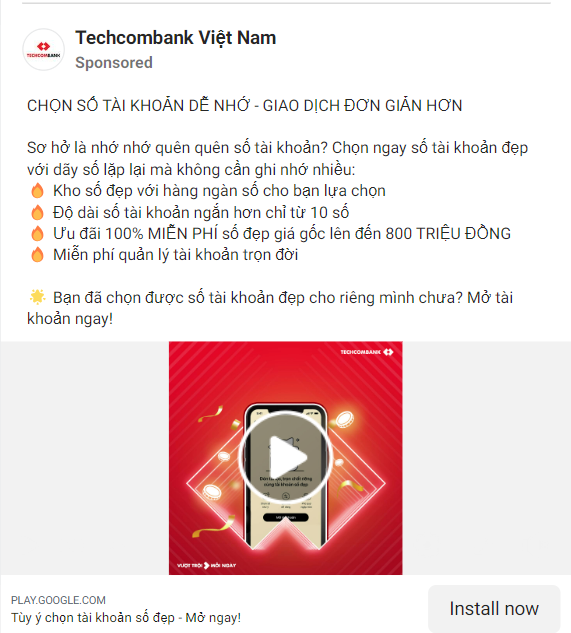 Techcombank Việt Nam
TECHCOMBANK
Sponsored
CHỌN SỐ TÀI KHOẢN DỄ NHỚ - GIAO DỊCH ĐƠN GIẢN HƠN
Sơ hở là nhớ nhớ quên quên số tài khoản? Chọn ngay số tài khoản đẹp
với dãy số lặp lại mà không cần ghi nhớ nhiều:
🔥 Kho số đẹp với hàng ngàn số cho bạn lựa chọn
🔥 Độ dài số tài khoản ngắn hơn chỉ từ 10 số
🔥 Ưu đãi 100% MIỄN PHÍ số đẹp giá gốc lên đến 800 TRIỆU ĐỒNG
🔥 Miễn phí quản lý tài khoản trọn đời
🌟 Bạn đã chọn được số tài khoản đẹp cho riêng mình chưa? Mở tài
khoản ngay!
TECHCOMBANK
VƯỢT TRỘI MỖI NGAY
PLAY.GOOGLE.COM
Tùy ý chọn tài khoản số đẹp - Mở ngay!
Install now